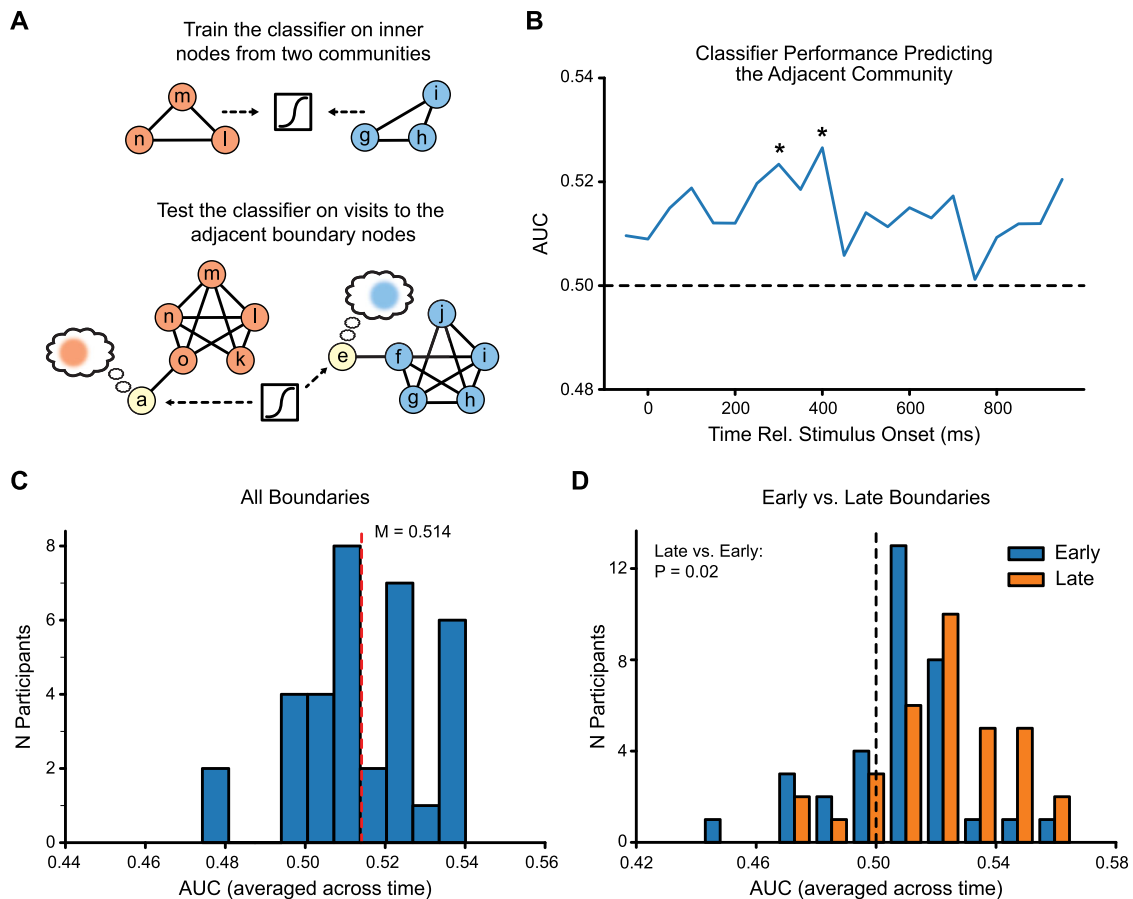 A
Train the classifier on inner
nodes from two communities
m
n
l
i
g
h
Test the classifier on visits to the
adjacent boundary nodes
m
n
l
o
k
a
j
e
f
i
g
h
B
Classifier Performance Predicting
the Adjacent Community
0.54
0.52
0.50
0.48
AUC
*
*
0
200
400
600
800
Time Rel. Stimulus Onset (ms)
C
All Boundaries
M = 0.514
8
6
4
2
0
N Participants
0.44
0.46
0.48
0.50
0.52
0.54
0.56
AUC (averaged across time)
D
Early vs. Late Boundaries
Late vs. Early:
P = 0.02
Early
Late
12
8
4
0
N Participants
0.42
0.46
0.50
0.54
0.58
AUC (averaged across time)